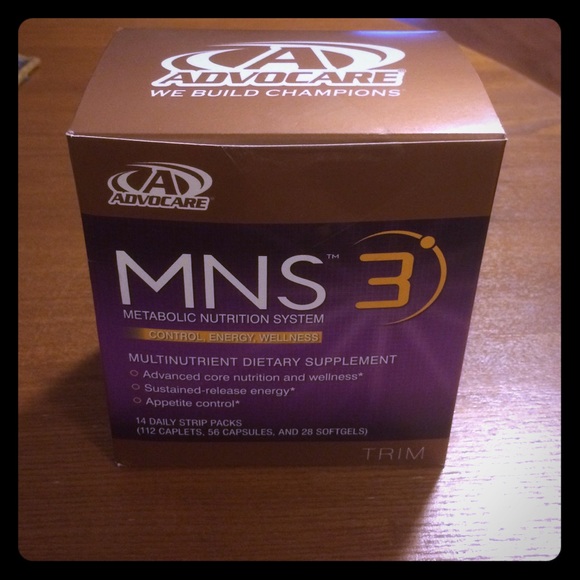 ADVOCARE®
WE BUILD CHAMPIONS
ADVOCARE®
MNS™ 3
METABOLIC NUTRITION SYSTEM
CONTROL, ENERGY, WELLNESS
MULTINUTRIENT DIETARY SUPPLEMENT
Advanced core nutrition and wellness*
Sustained-release energy*
Appetite control*
14 DAILY STRIP PACKS
(112 CAPLETS, 56 CAPSULES, AND 28 SOFTGELS)
TRIM